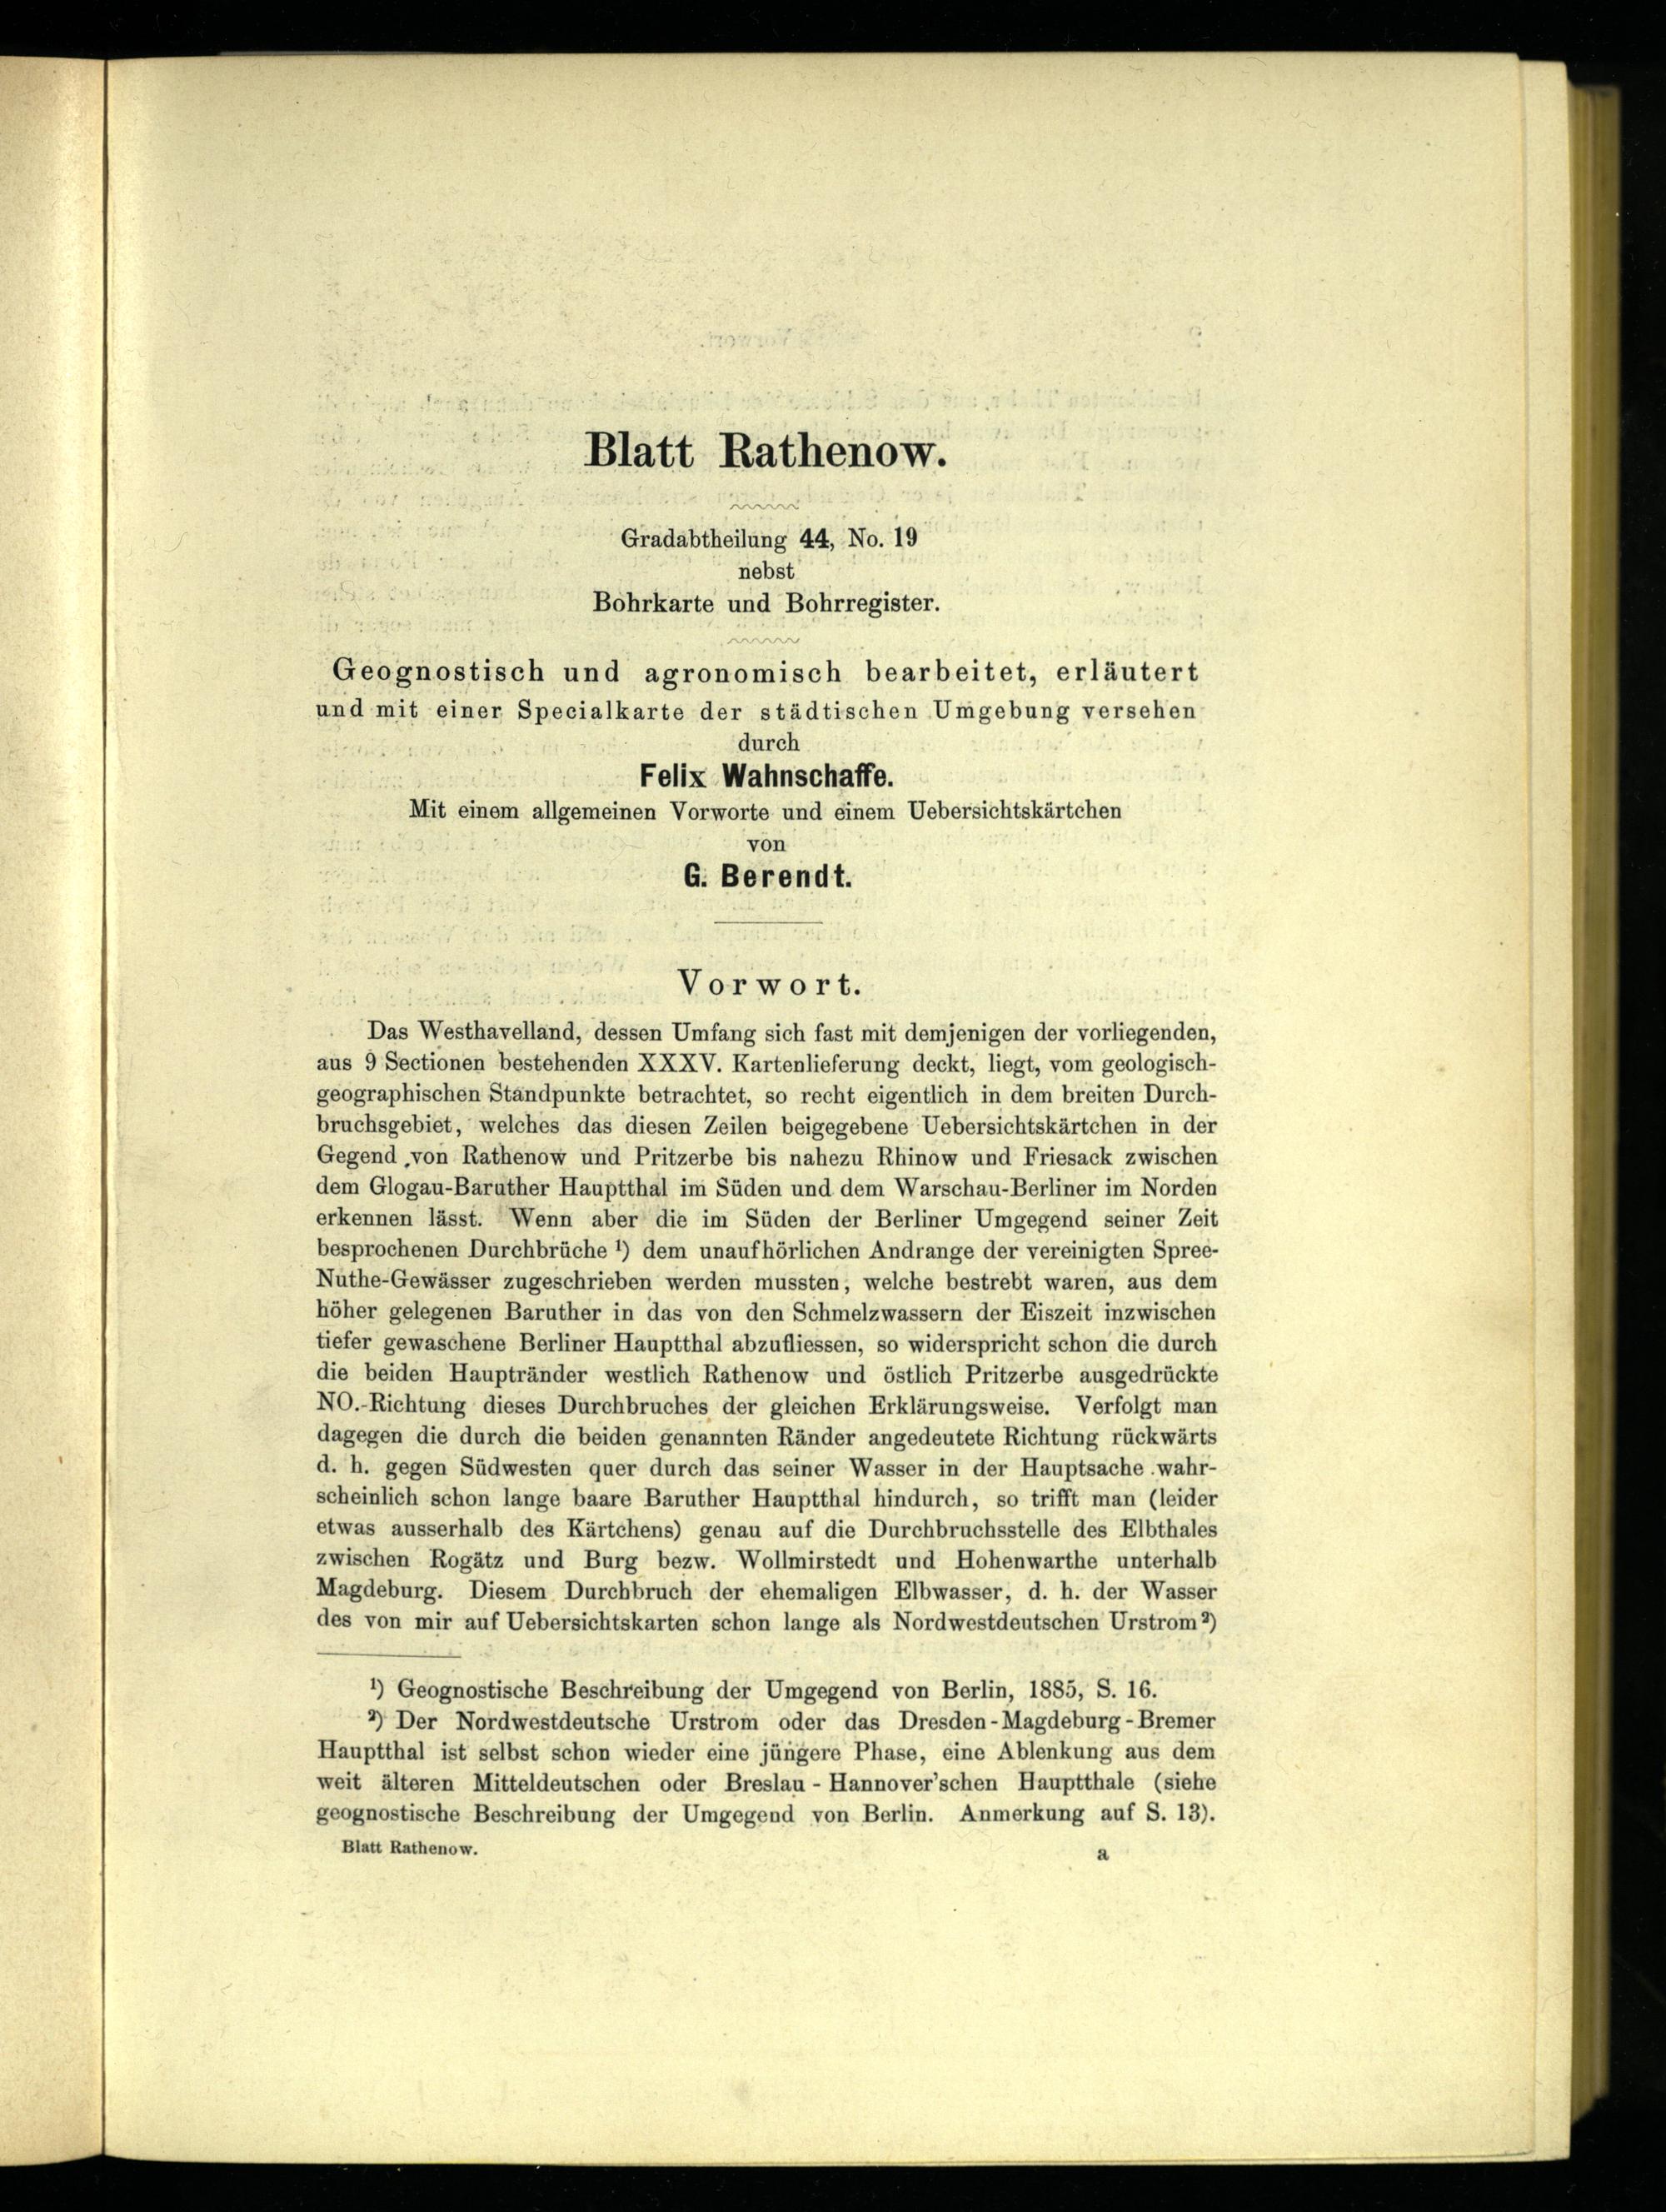 Blatt Rathenow.
Gradabtheilung 44, No. 19
nebst
Bohrkarte und Bohrregister.
Geognostisch und agronomisch bearbeitet, erläutert
und mit einer Specialkarte der städtischen Umgebung versehen
durch
Felix Wahnschaffe.
Mit einem allgemeinen Vorworte und einem Uebersichtskärtchen
von
G. Berendt.
Vorwort.
Das Westhavelland, dessen Umfang sich fast mit demjenigen der vorliegenden,
aus 9 Sectionen bestehenden XXXV. Kartenlieferung deckt, liegt, vom geologisch-
geographischen Standpunkte betrachtet, so recht eigentlich in dem breiten Durch-
bruchsgebiet, welches das diesen Zeilen beigegebene Uebersichtskärtchen in der
Gegend von Rathenow und Pritzerbe bis nahezu Rhinow und Friesack zwischen
dem Glogau-Baruther Hauptthal im Süden und dem Warschau-Berliner im Norden
erkennen lässt. Wenn aber die im Süden der Berliner Umgegend seiner Zeit
besprochenen Durchbrüche ¹) dem unaufhörlichen Andrange der vereinigten Spree-
Nuthe-Gewässer zugeschrieben werden mussten, welche bestrebt waren, aus dem
höher gelegenen Baruther in das von den Schmelzwassern der Eiszeit inzwischen
tiefer gewaschene Berliner Hauptthal abzufliessen, so widerspricht schon die durch
die beiden Hauptränder westlich Rathenow und östlich Pritzerbe ausgedrückte
NO.-Richtung dieses Durchbruches der gleichen Erklärungsweise. Verfolgt man
dagegen die durch die beiden genannten Ränder angedeutete Richtung rückwärts
d. h. gegen Südwesten quer durch das seiner Wasser in der Hauptsache wahr-
scheinlich schon lange baare Baruther Hauptthal hindurch, so trifft man (leider
etwas ausserhalb des Kärtchens) genau auf die Durchbruchsstelle des Elbthales
zwischen Rogätz und Burg bezw. Wollmirstedt und Hohenwarthe unterhalb
Magdeburg. Diesem Durchbruch der ehemaligen Elbwasser, d. h. der Wasser
des von mir auf Uebersichtskarten schon lange als Nordwestdeutschen Urstrom ²)
¹) Geognostische Beschreibung der Umgegend von Berlin, 1885, S. 16.
²) Der Nordwestdeutsche Urstrom oder das Dresden-Magdeburg-Bremer
Hauptthal ist selbst schon wieder eine jüngere Phase, eine Ablenkung aus dem
weit älteren Mitteldeutschen oder Breslau-Hannover'schen Hauptthale (siehe
geognostische Beschreibung der Umgegend von Berlin. Anmerkung auf S. 13).
Blatt Rathenow. a